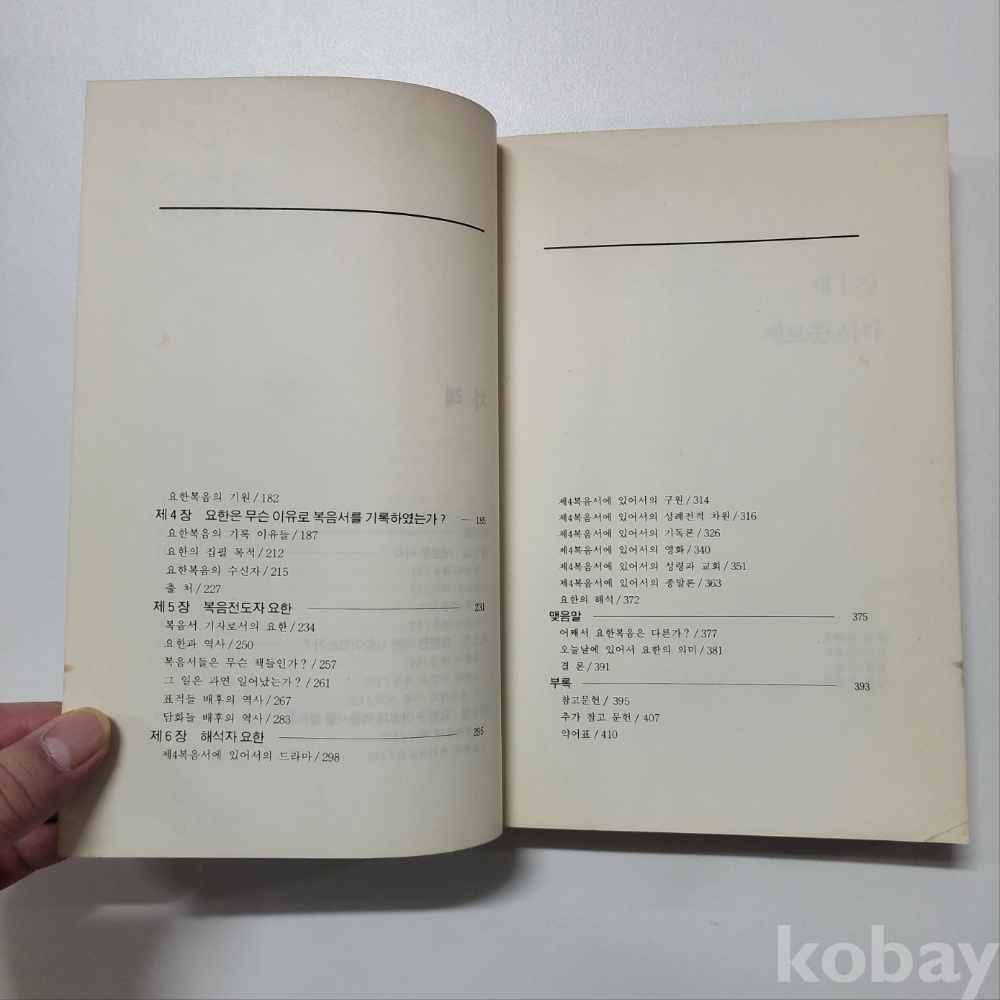 요한복음의 기원/182
제4장 요한은 무슨 이유로 복음서를 기록하였는가? 185
요한복음의 기록 이유들/187
요한의 집필 목적/212
요한복음의 수신자/215
출 처/227
제5장 복음전도자 요한 231
복음서 기자로서의 요한/234
요한과 역사/250
복음서들은 무슨 책들인가?/257
그 일은 과연 일어났는가?/261
표적들 배후의 역사/267
담화들 배후의 역사/283
제6장 해석자 요한 295
제4복음서에 있어서의 드라마/298
제4복음서에 있어서의 구원/314
제4복음서에 있어서의 성례전적 차원/316
제4복음서에 있어서의 기독론/326
제4복음서에 있어서의 영화/340
제4복음서에 있어서의 성령과 교회/351
제4복음서에 있어서의 종말론/363
요한의 해석/372
맺음말 375
어째서 요한복음은 다른가?/377
오늘날에 있어서 요한의 의미/381
결 론/391
부록 393
참고문헌/395
추가 참고 문헌/407
약어표/410
제1장
새로운 시각
차 례
kobay